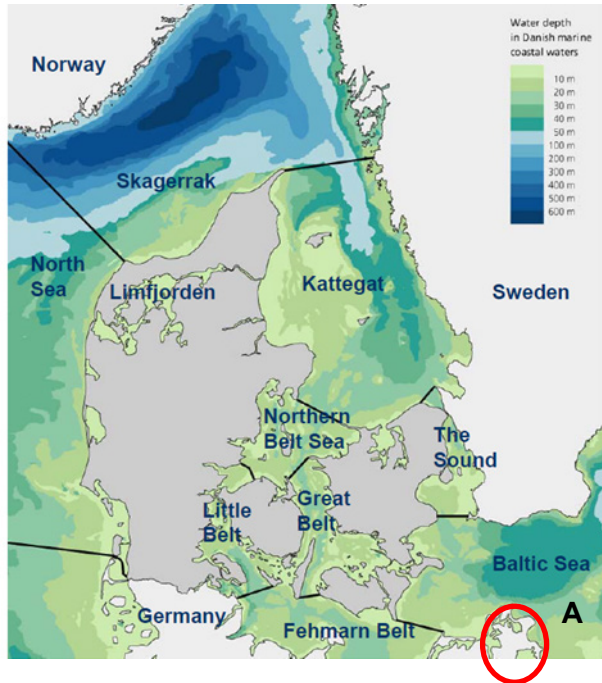 Water depth
in Danish marine
coastal waters
10 m
20 m
30 m
40 m
50 m
100 m
200 m
300 m
400 m
500 m
600 m
Norway
Skagerrak
North
Sea
Limfjorden
Kattegat
Sweden
Northern
Belt Sea
The
Sound
Little
Belt
Great
Belt
Baltic Sea
Germany
Fehmarn Belt
A